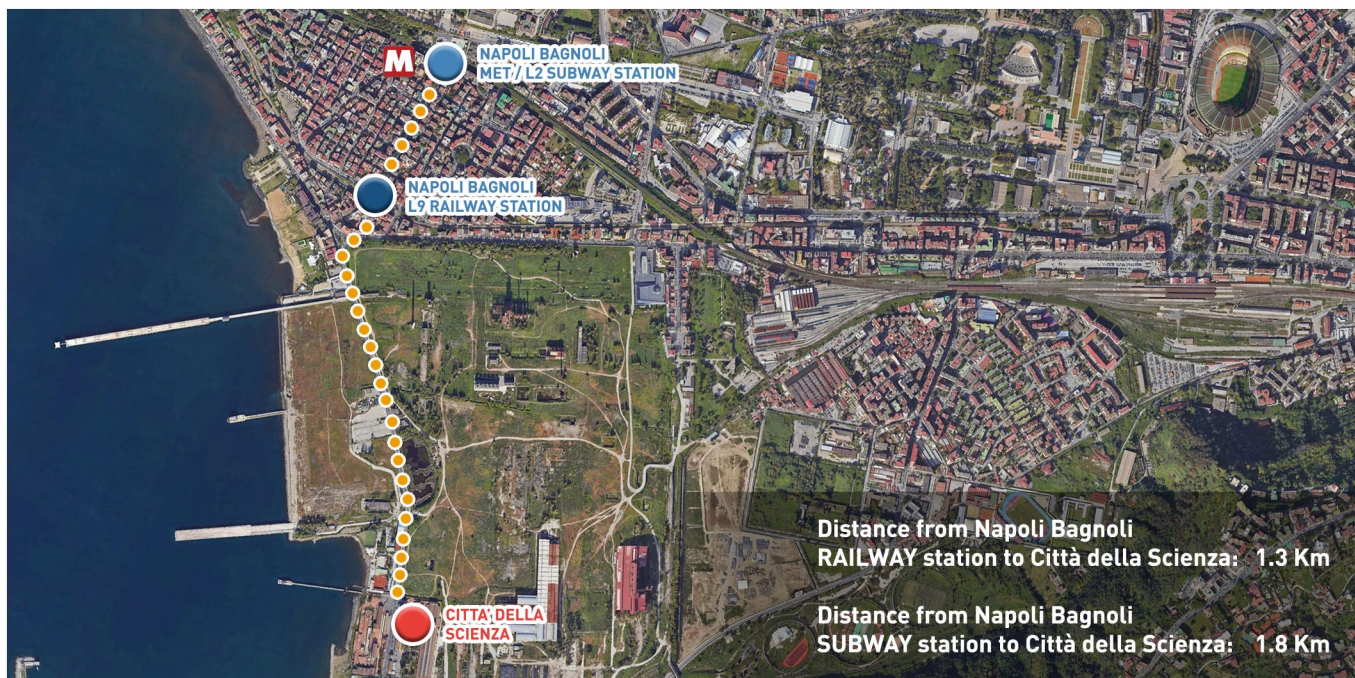 M
NAPOLI BAGNOLI
MET / L2 SUBWAY STATION
NAPOLI BAGNOLI
L9 RAILWAY STATION
CITTA' DELLA
SCIENZA
Distance from Napoli Bagnoli
RAILWAY station to Città della Scienza: 1.3 Km
Distance from Napoli Bagnoli
SUBWAY station to Città della Scienza: 1.8 Km